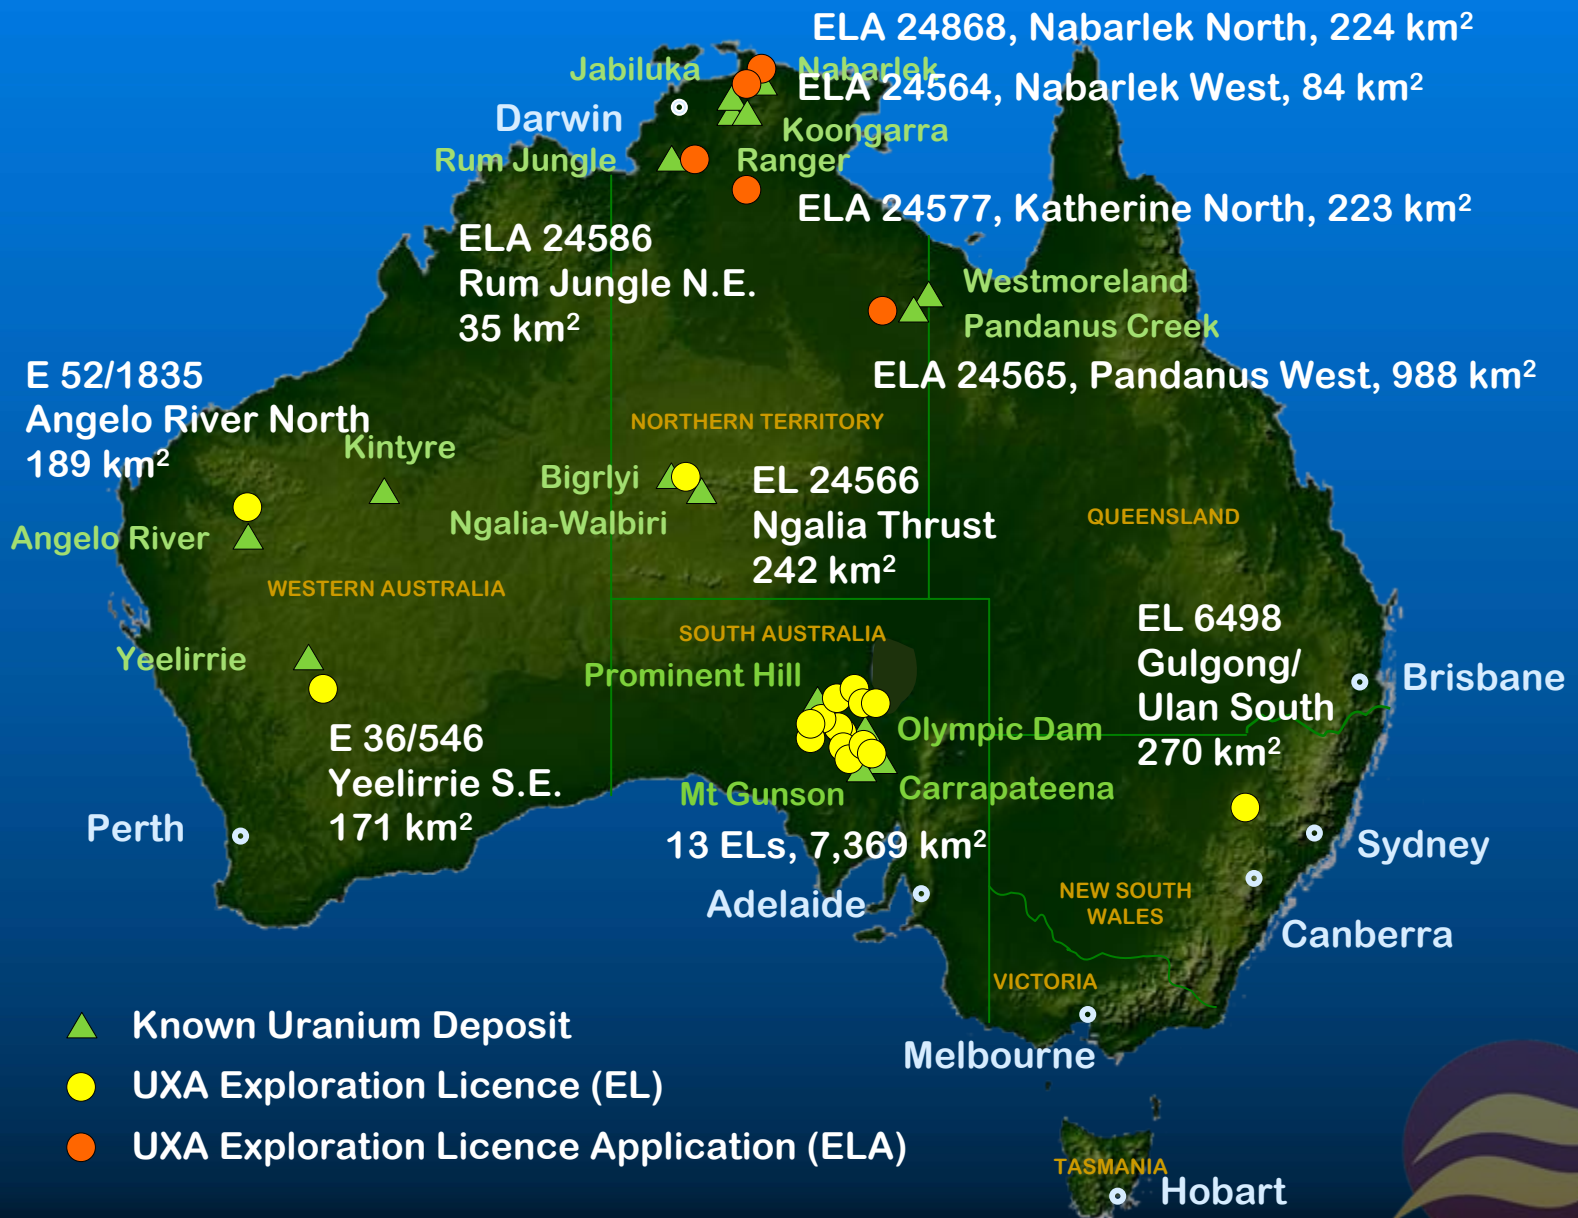 ELA 24868, Nabarlek North, 224 km²
Jabiluka
Nabarlek
ELA 24564, Nabarlek West, 84 km²
Darwin
Koongarra
Rum Jungle
Ranger
ELA 24577, Katherine North, 223 km²
ELA 24586
Rum Jungle N.E.
35 km²
Westmoreland
Pandanus Creek
ELA 24565, Pandanus West, 988 km²
E 52/1835
Angelo River North
189 km²
NORTHERN TERRITORY
Kintyre
Bigrlyi
Ngalia-Walbiri
EL 24566
Ngalia Thrust
242 km²
QUEENSLAND
Angelo River
WESTERN AUSTRALIA
SOUTH AUSTRALIA
EL 6498
Gulgong/
Ulan South
270 km²
Yeelirrie
Prominent Hill
Brisbane
E 36/546
Yeelirrie S.E.
171 km²
Olympic Dam
Mt Gunson
Carrapateena
Perth
13 ELs, 7,369 km²
Sydney
Adelaide
NEW SOUTH
WALES
Canberra
VICTORIA
Melbourne
Known Uranium Deposit
UXA Exploration Licence (EL)
UXA Exploration Licence Application (ELA)
TASMANIA
Hobart